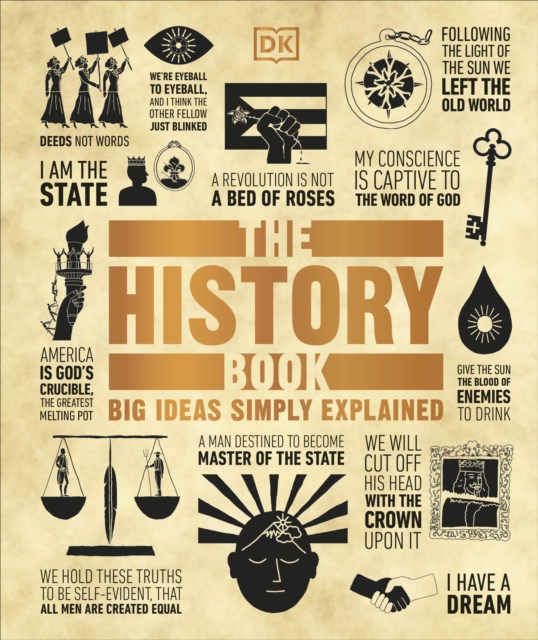 DK
FOLLOWING
THE LIGHT OF
THE SUN WE
LEFT THE
OLD WORLD
WE'RE EYEBALL
TO EYEBALL,
AND I THINK THE
OTHER FELLOW
JUST BLINKED
DEEDS NOT WORDS
I AM THE
STATE
A REVOLUTION IS NOT
A BED OF ROSES
MY CONSCIENCE
IS CAPTIVE TO
THE WORD OF GOD
THE
HISTORY
BOOK
BIG IDEAS SIMPLY EXPLAINED
AMERICA
IS GOD'S
CRUCIBLE,
THE GREATEST
MELTING POT
GIVE THE SUN
THE BLOOD OF
ENEMIES
TO DRINK
A MAN DESTINED TO BECOME
MASTER OF THE STATE
WE WILL
CUT OFF
HIS HEAD
WITH THE
CROWN
UPON IT
WE HOLD THESE TRUTHS
TO BE SELF-EVIDENT, THAT
ALL MEN ARE CREATED EQUAL
I HAVE A
DREAM